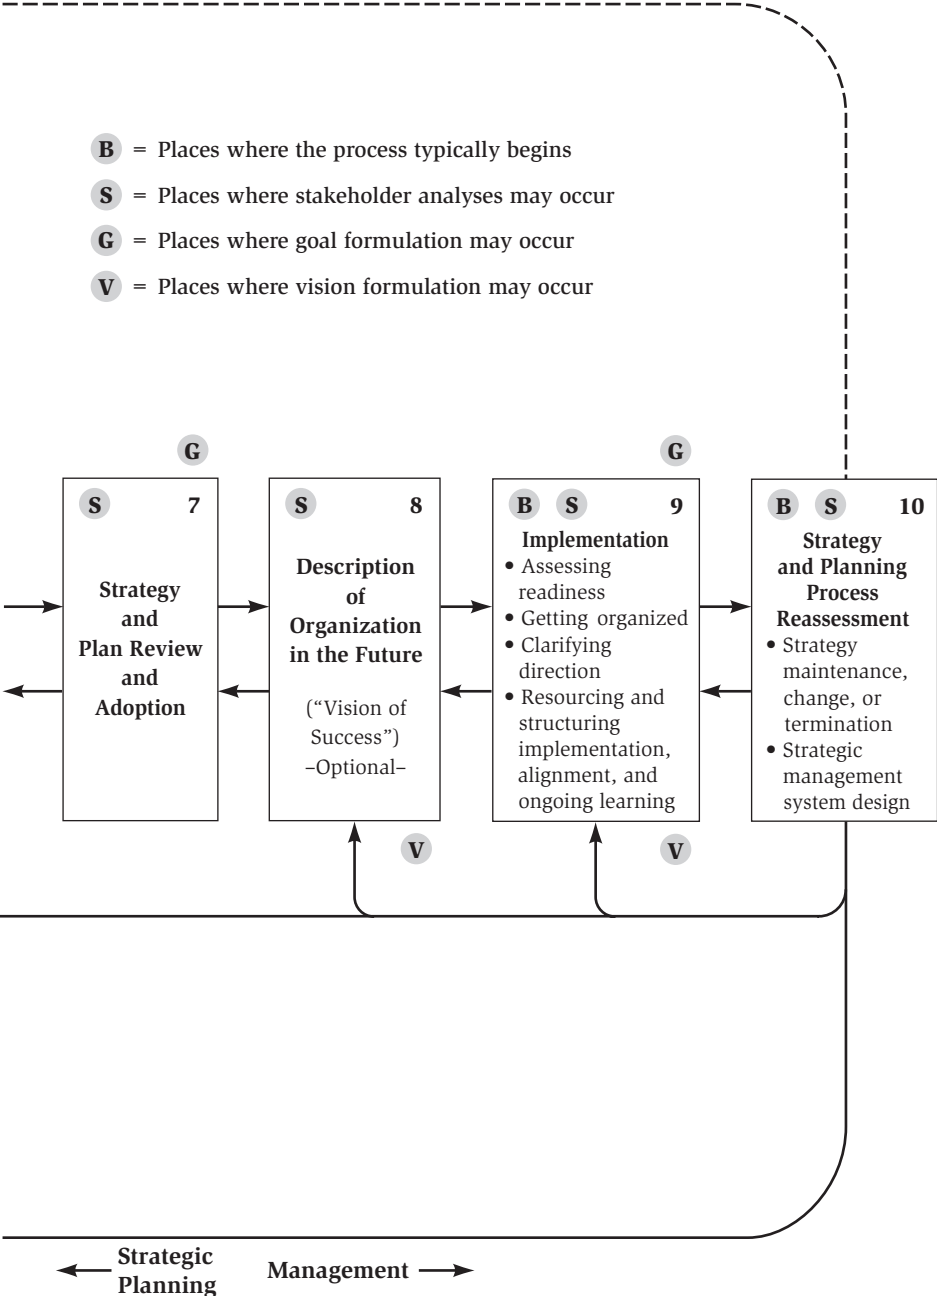 B = Places where the process typically begins
S = Places where stakeholder analyses may occur
G = Places where goal formulation may occur
V = Places where vision formulation may occur
G
S 7
Strategy
and
Plan Review
and
Adoption
S 8
Description
of
Organization
in the Future
(“Vision of
Success”)
–Optional–
V
G
B S 9
Implementation
• Assessing
readiness
• Getting organized
• Clarifying
direction
• Resourcing and
structuring
implementation,
alignment, and
ongoing learning
V
B S 10
Strategy
and Planning
Process
Reassessment
• Strategy
maintenance,
change, or
termination
• Strategic
management
system design
Strategic
Planning
Management